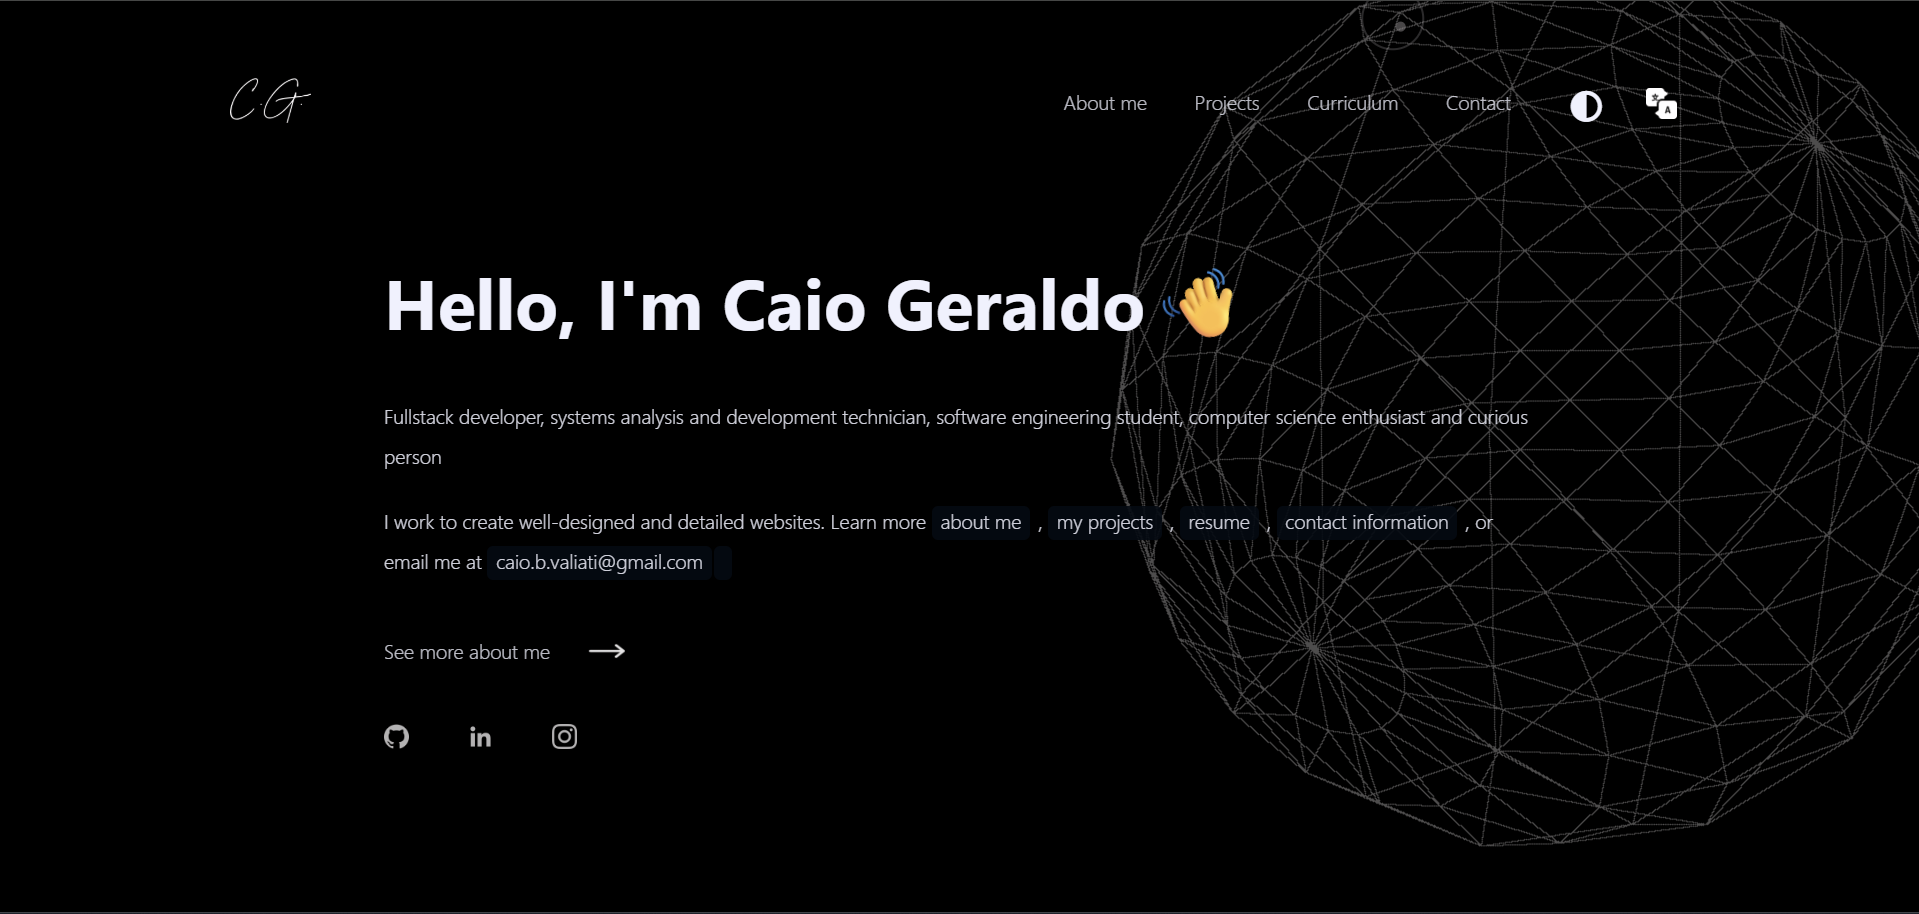 C.G.
About me Projects Curriculum Contact
A
Hello, I'm Caio Geraldo 👋
Fullstack developer, systems analysis and development technician, software engineering student, computer science enthusiast and curious
person
I work to create well-designed and detailed websites. Learn more about me , my projects , resume , contact information , or
email me at caio.b.valiati@gmail.com
See more about me
in